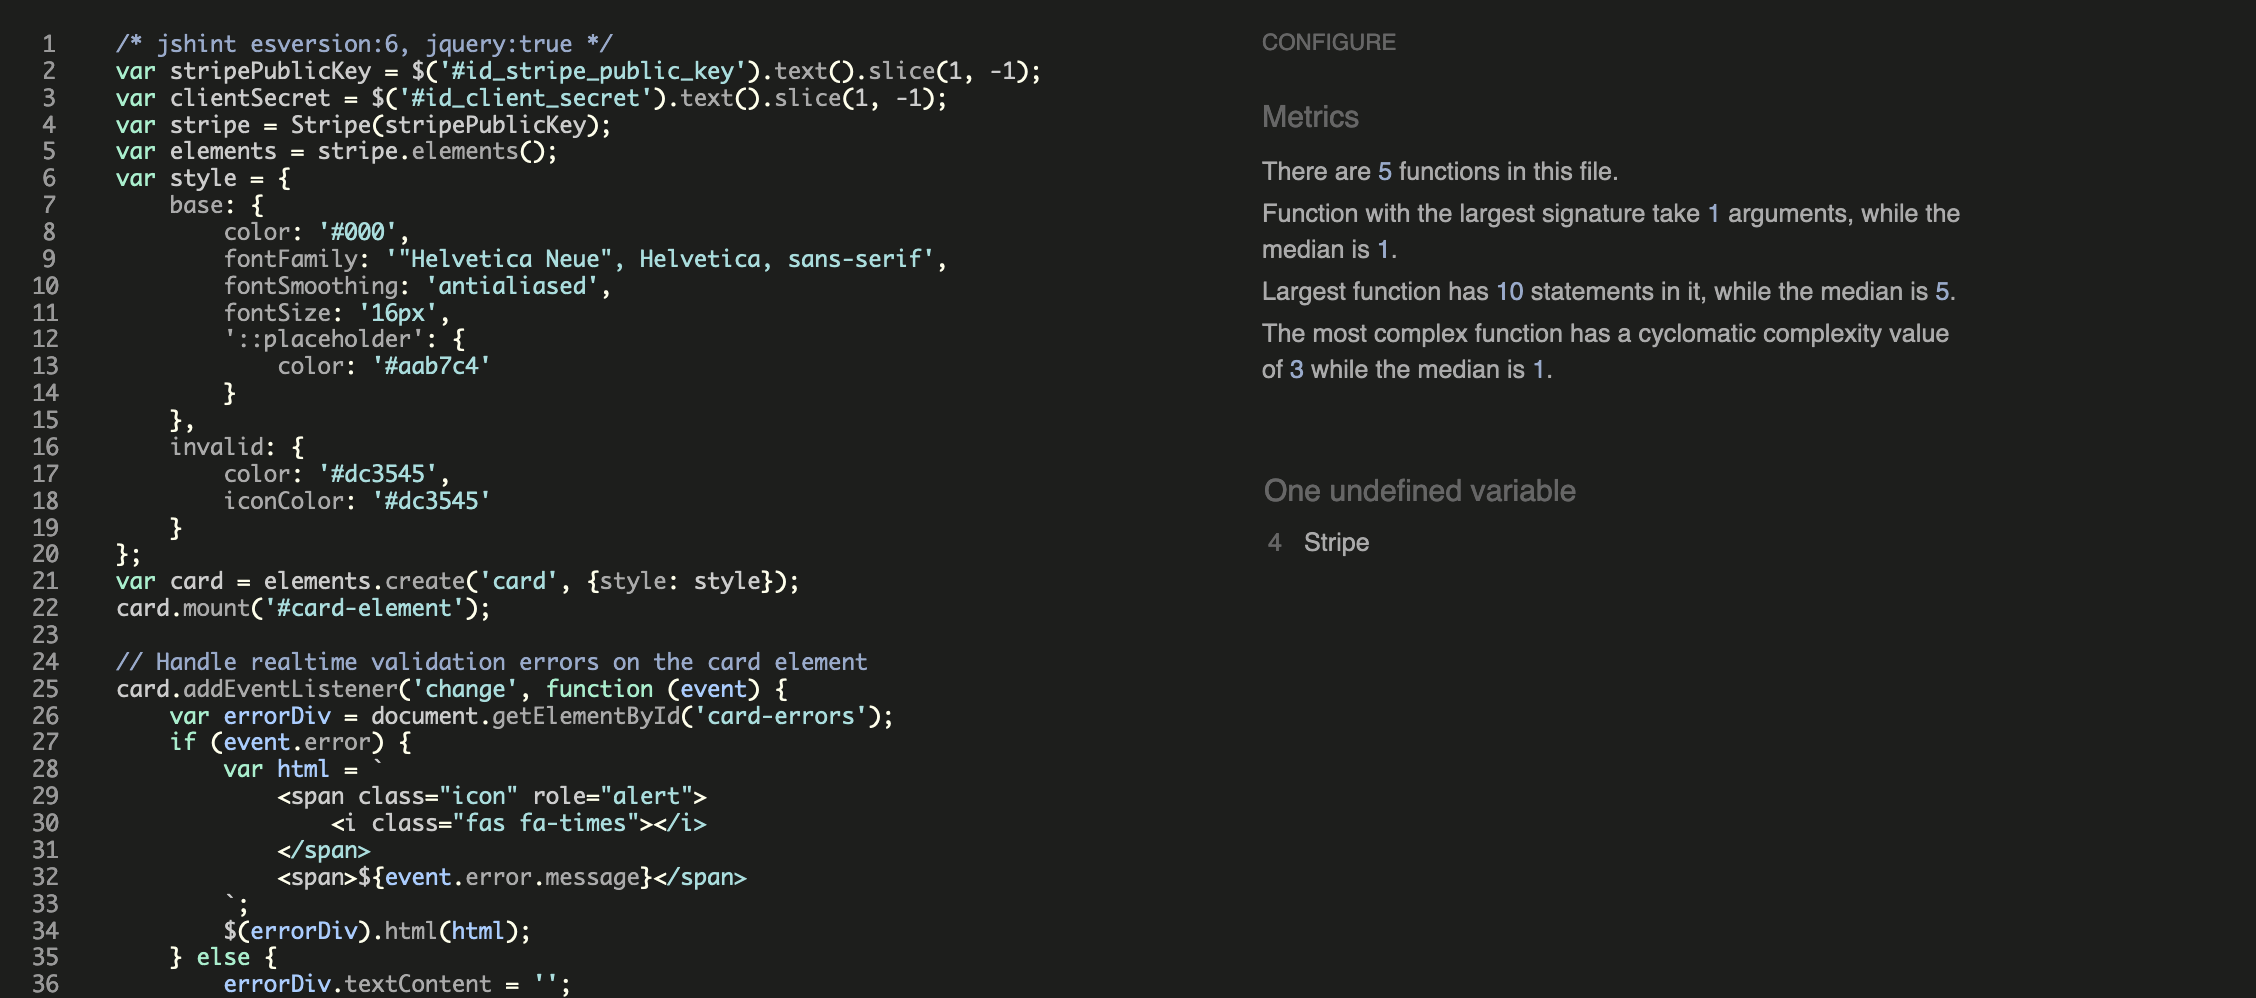 1 /* jshint esversion:6, jquery:true */
2 var stripePublicKey = $('#id_stripe_public_key').text().slice(1, -1);
3 var clientSecret = $('#id_client_secret').text().slice(1, -1);
4 var stripe = Stripe(stripePublicKey);
5 var elements = stripe.elements();
6 var style = {
7     base: {
8         color: '#000',
9         fontFamily: '"Helvetica Neue", Helvetica, sans-serif',
10         fontSmoothing: 'antialiased',
11         fontSize: '16px',
12         '::placeholder': {
13             color: '#aab7c4'
14         }
15     },
16     invalid: {
17         color: '#dc3545',
18         iconColor: '#dc3545'
19     }
20 };
21 var card = elements.create('card', {style: style});
22 card.mount('#card-element');
23
24 // Handle realtime validation errors on the card element
25 card.addEventListener('change', function (event) {
26     var errorDiv = document.getElementById('card-errors');
27     if (event.error) {
28         var html = `
29             <span class="icon" role="alert">
30                 <i class="fas fa-times"></i>
31             </span>
32             <span>${event.error.message}</span>
33         `;
34         $(errorDiv).html(html);
35     } else {
36         errorDiv.textContent = '';
CONFIGURE
Metrics
There are 5 functions in this file.
Function with the largest signature take 1 arguments, while the
median is 1.
Largest function has 10 statements in it, while the median is 5.
The most complex function has a cyclomatic complexity value
of 3 while the median is 1.
One undefined variable
4 Stripe